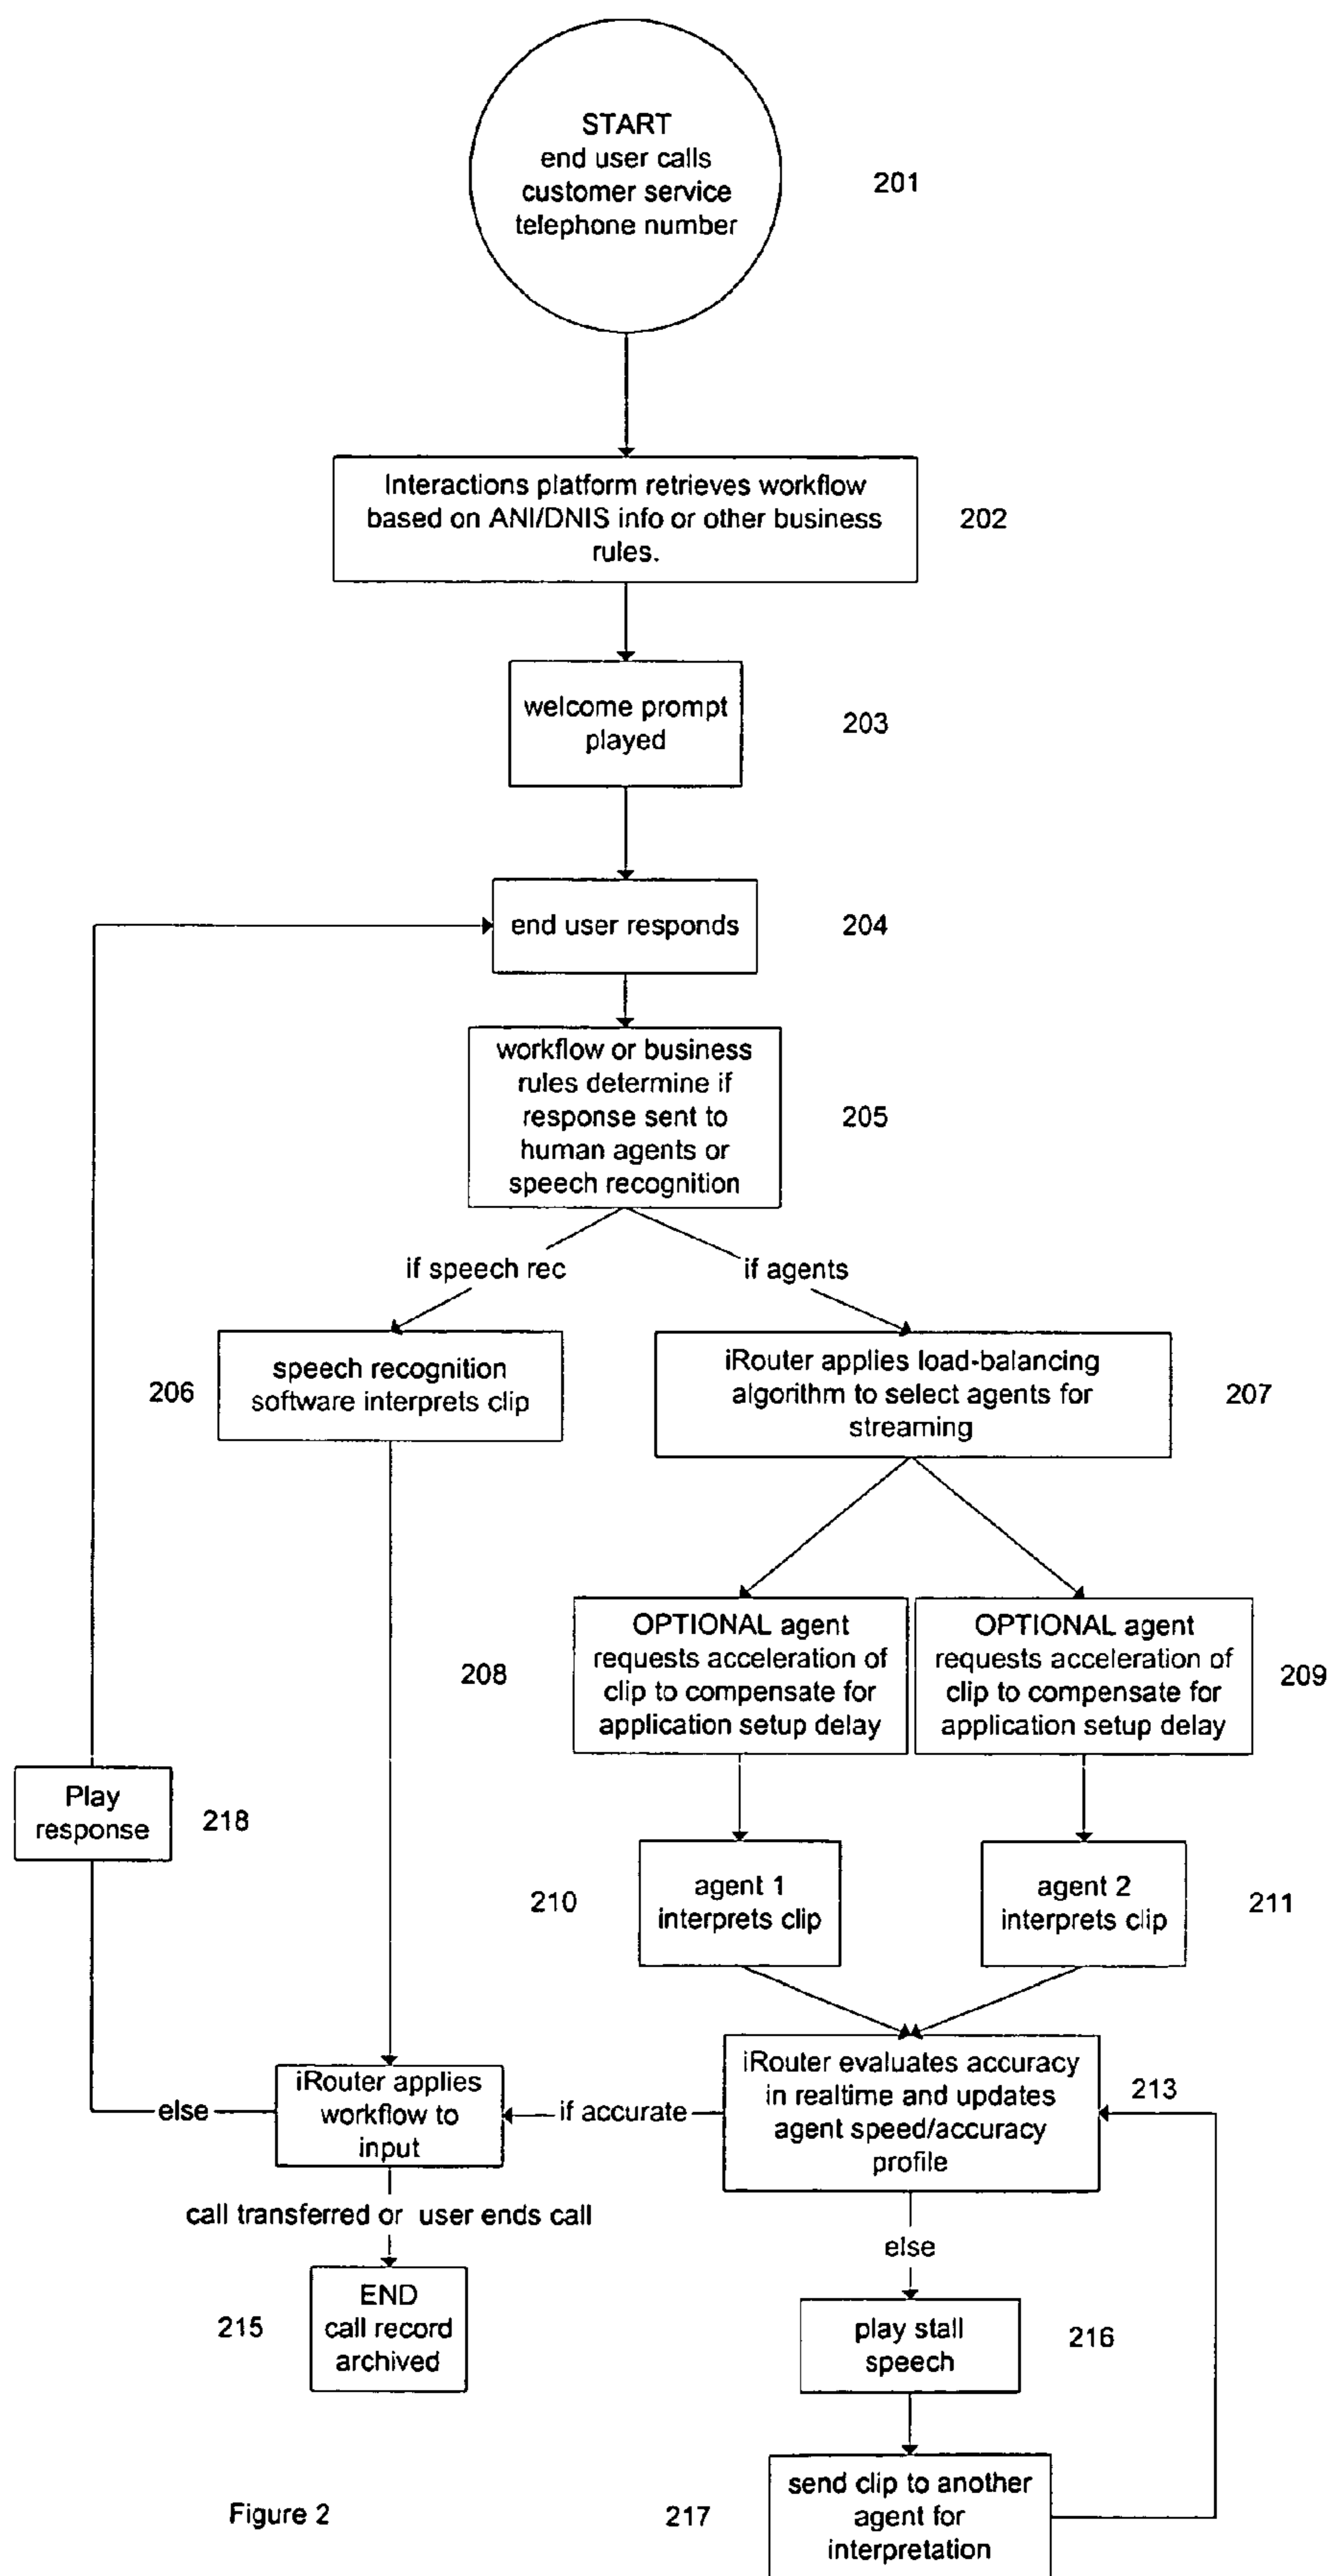 START
end user calls
customer service
telephone number
201
Interactions platform retrieves workflow
based on ANI/DNIS info or other business
rules.
202
welcome prompt
played
203
end user responds
204
workflow or business
rules determine if
response sent to
human agents or
speech recognition
205
if speech rec
if agents
206
speech recognition
software interprets clip
iRouter applies load-balancing
algorithm to select agents for
streaming
207
208
OPTIONAL agent
requests acceleration of
clip to compensate for
application setup delay
OPTIONAL agent
requests acceleration of
clip to compensate for
application setup delay
209
Play
response
218
210
agent 1
interprets clip
agent 2
interprets clip
211
else
iRouter applies
workflow to
input
if accurate
iRouter evaluates accuracy
in realtime and updates
agent speed/accuracy
profile
213
call transferred or user ends call
else
215
END
call record
archived
play stall
speech
216
Figure 2
217
send clip to another
agent for
interpretation